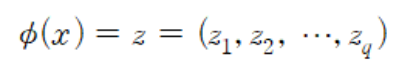 ϕ(x) = z = (z₁, z₂, ⋯, z_q)